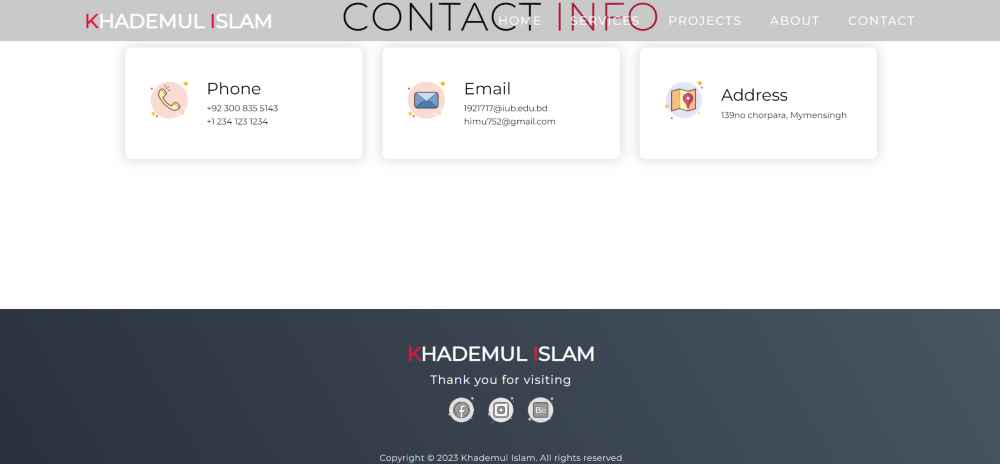 KHADEMUL ISLAM
HOME SERVICES PROJECTS ABOUT CONTACT
CONTACT INFO
Phone
+92 300 835 5143
+1 234 123 1234
Email
1921717@iub.edu.bd
himu752@gmail.com
Address
139no chorpara, Mymensingh
KHADEMUL ISLAM
Thank you for visiting
Bē
Copyright © 2023 Khademul Islam. All rights reserved